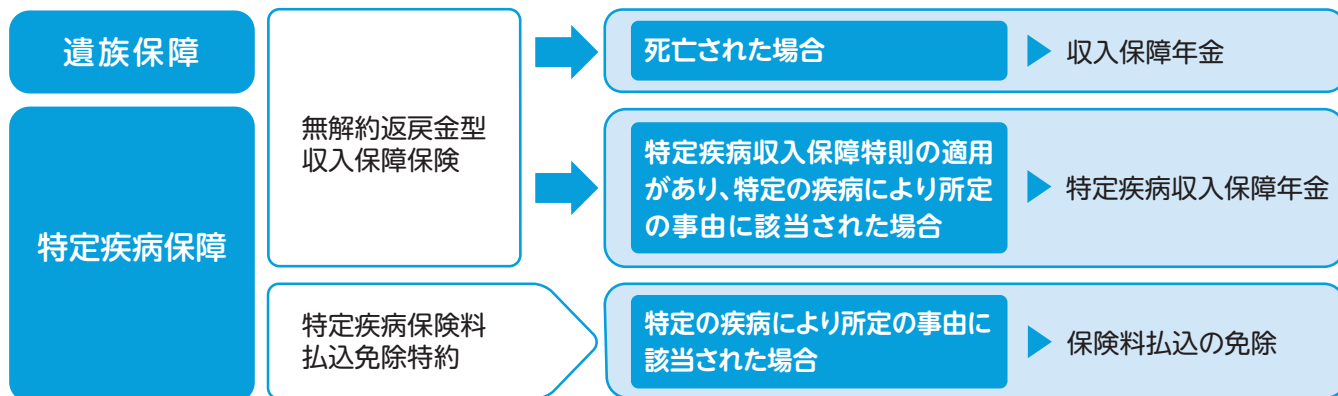 遺族保障
無解約返戻金型
収入保障保険
死亡された場合
収入保障年金
特定疾病保障
特定疾病収入保障特則の適用
があり、特定の疾病により所定
の事由に該当された場合
特定疾病収入保障年金
特定疾病保険料
払込免除特約
特定の疾病により所定の事由に
該当された場合
保険料払込の免除